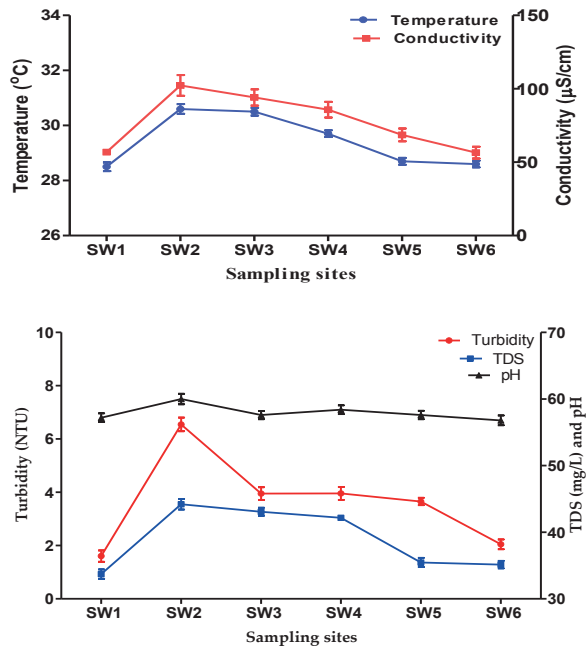 34
32
30
28
26
Temperature (°C)
Temperature
Conductivity
150
100
50
0
Conductivity (µS/cm)
SW1 SW2 SW3 SW4 SW5 SW6
Sampling sites
10
8
6
4
2
0
Turbidity (NTU)
Turbidity
TDS
pH
70
60
50
40
30
TDS (mg/L) and pH
SW1 SW2 SW3 SW4 SW5 SW6
Sampling sites